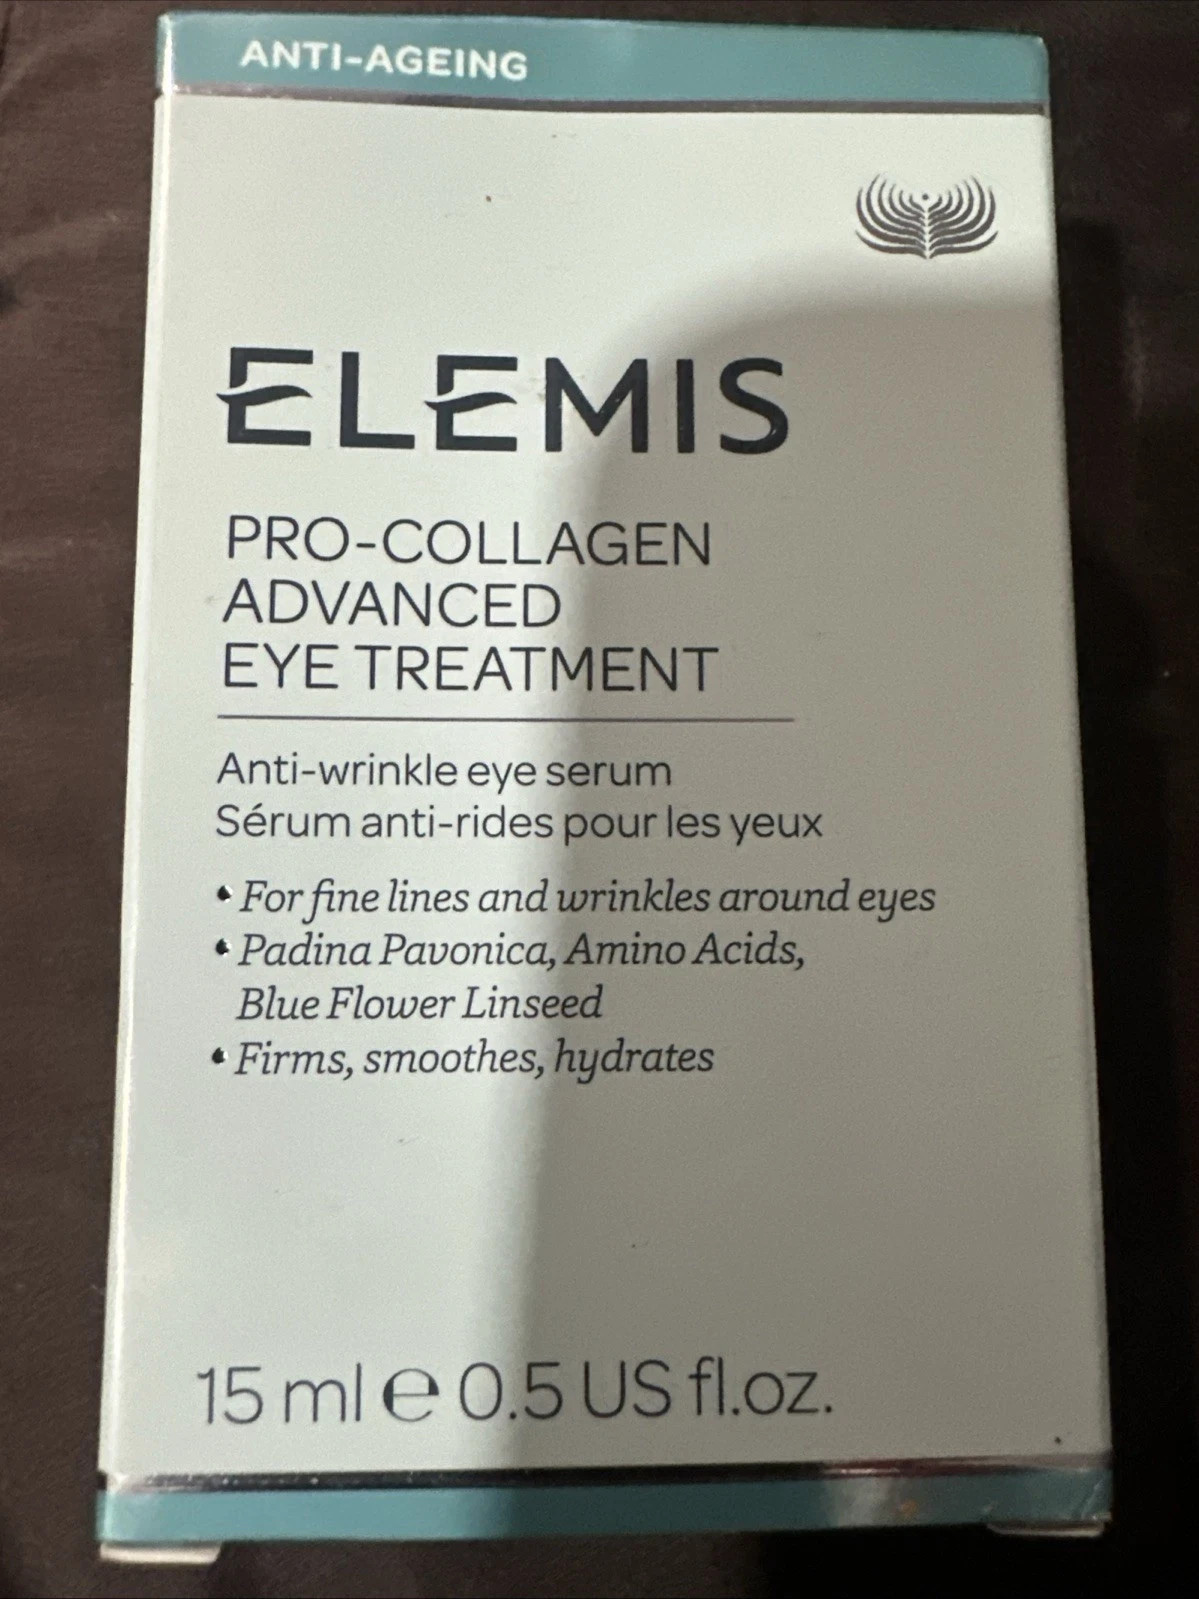 ANTI-AGEING
ELEMIS
PRO-COLLAGEN
ADVANCED
EYE TREATMENT
Anti-wrinkle eye serum
Sérum anti-rides pour les yeux
• For fine lines and wrinkles around eyes
• Padina Pavonica, Amino Acids,
Blue Flower Linseed
• Firms, smoothes, hydrates
15 ml ℮ 0.5 US fl.oz.